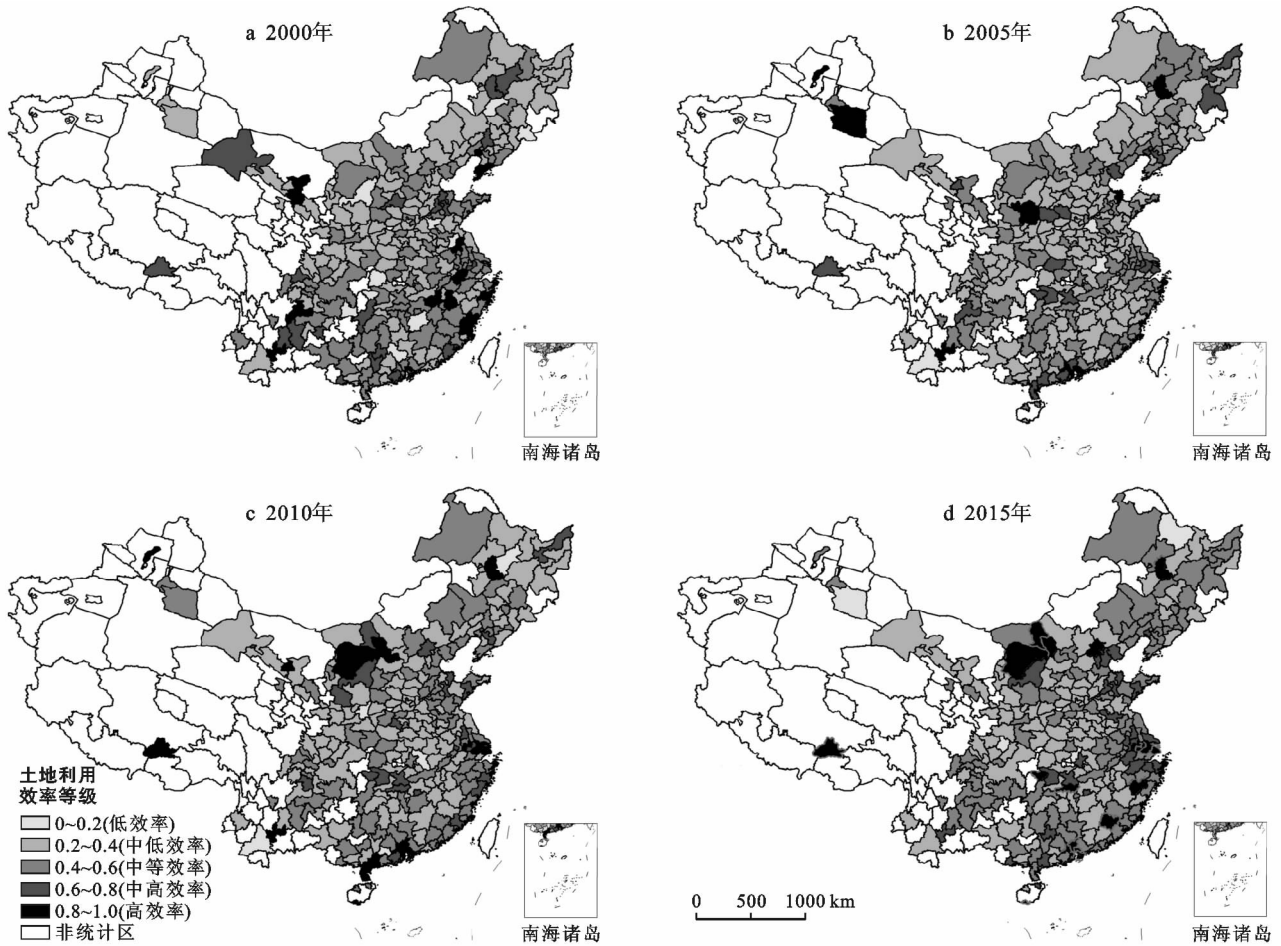 a 2000年
b 2005年
南海诸岛
南海诸岛
c 2010年
d 2015年
土地利用
效率等级
0~0.2(低效率)
0.2~0.4(中低效率)
0.4~0.6(中等效率)
0.6~0.8(中高效率)
0.8~1.0(高效率)
非统计区
南海诸岛
0 500 1000 km
南海诸岛